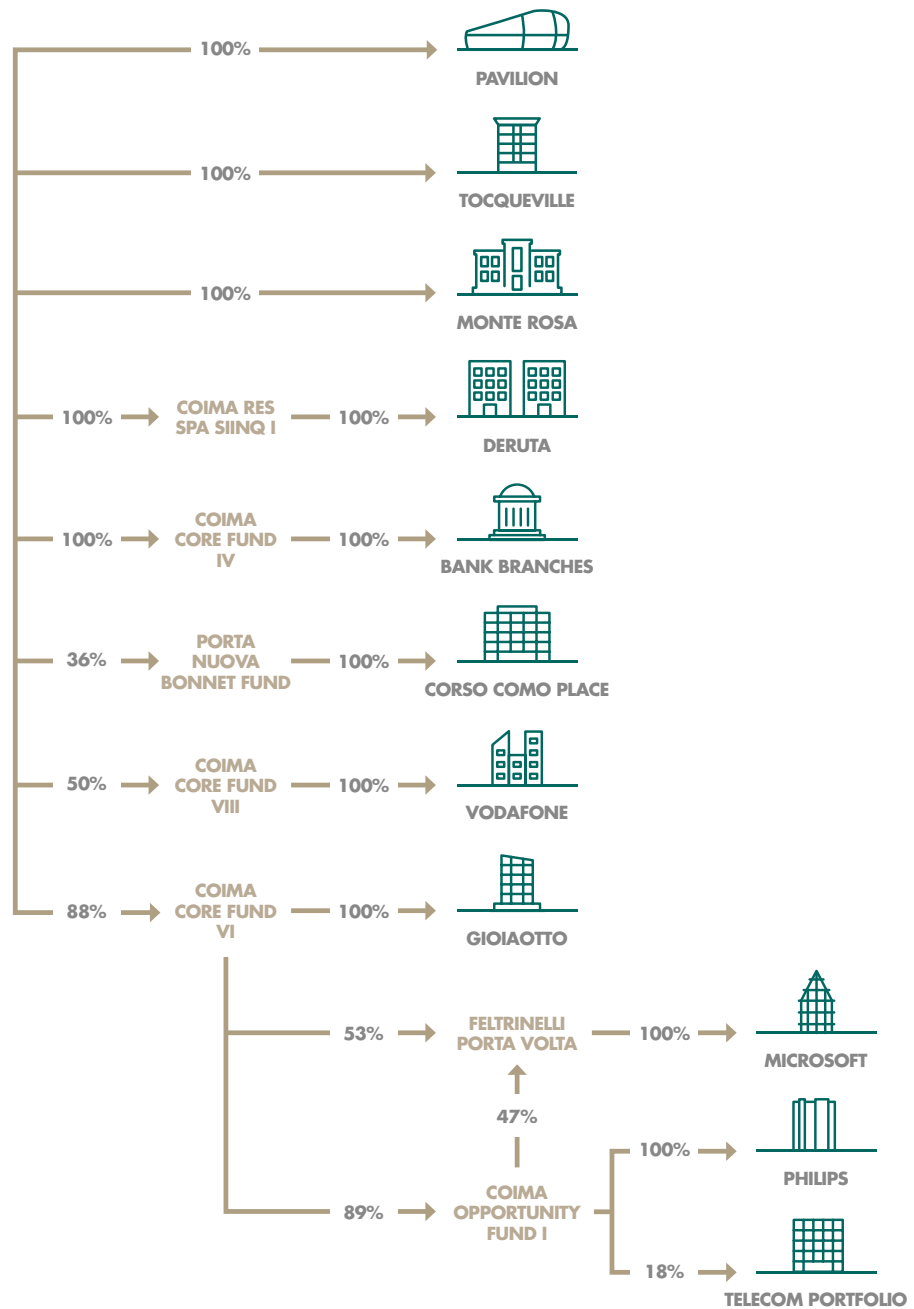 100%
PAVILION
100%
TOCQUEVILLE
100%
MONTE ROSA
100%
COIMA RES
SPA SIINQ I
100%
DERUTA
100%
COIMA
CORE FUND
IV
100%
BANK BRANCHES
36%
PORTA
NUOVA
BONNET FUND
100%
CORSO COMO PLACE
50%
COIMA
CORE FUND
VIII
100%
VODAFONE
88%
COIMA
CORE FUND
VI
100%
GIOIAOTTO
53%
FELTRINELLI
PORTA VOLTA
100%
MICROSOFT
47%
100%
PHILIPS
89%
COIMA
OPPORTUNITY
FUND I
18%
TELECOM PORTFOLIO